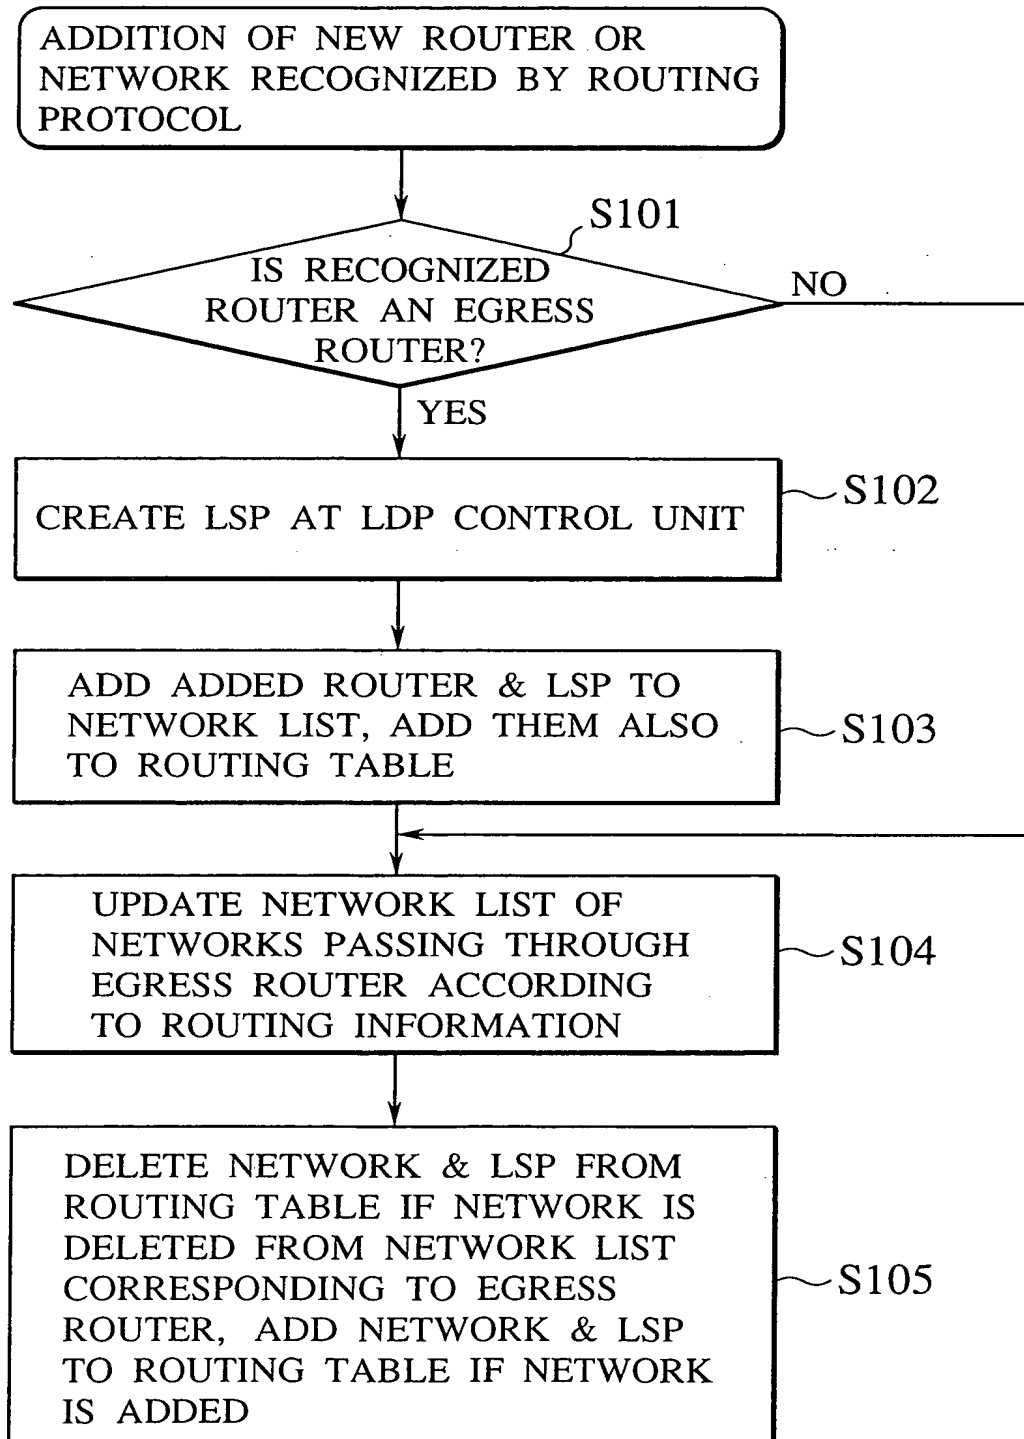 ADDITION OF NEW ROUTER OR
NETWORK RECOGNIZED BY ROUTING
PROTOCOL
S101
IS RECOGNIZED
ROUTER AN EGRESS
ROUTER?
NO
YES
S102
CREATE LSP AT LDP CONTROL UNIT
ADD ADDED ROUTER & LSP TO
NETWORK LIST, ADD THEM ALSO
TO ROUTING TABLE
S103
UPDATE NETWORK LIST OF
NETWORKS PASSING THROUGH
EGRESS ROUTER ACCORDING
TO ROUTING INFORMATION
S104
DELETE NETWORK & LSP FROM
ROUTING TABLE IF NETWORK IS
DELETED FROM NETWORK LIST
CORRESPONDING TO EGRESS
ROUTER, ADD NETWORK & LSP
TO ROUTING TABLE IF NETWORK
IS ADDED
S105